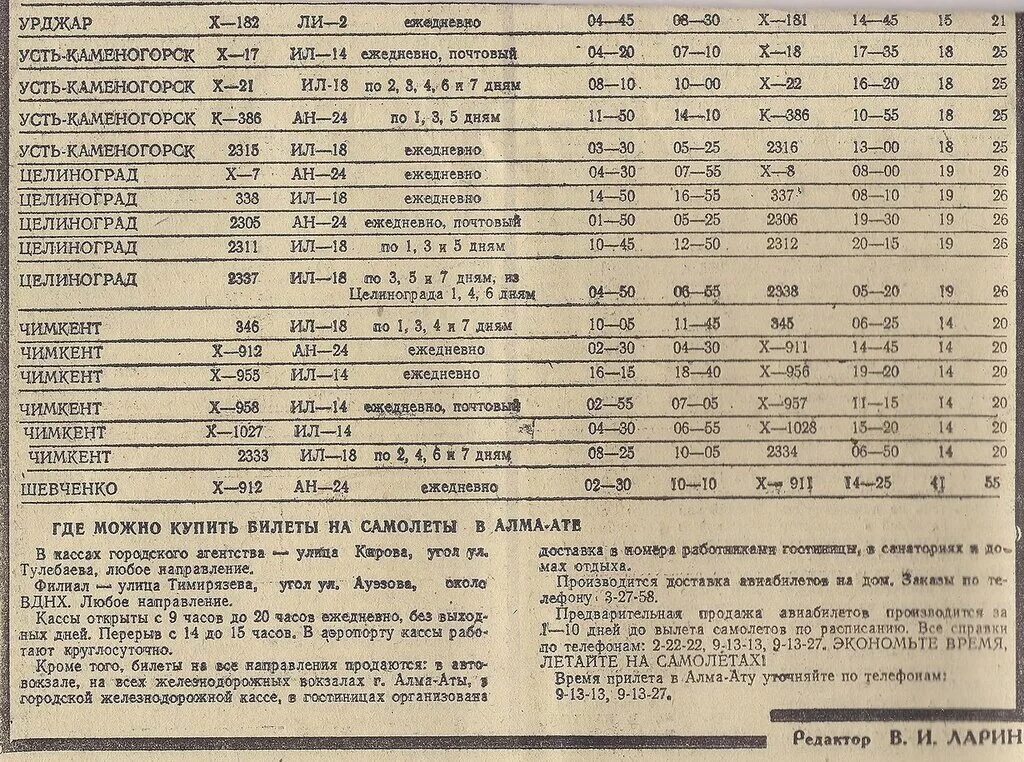 УРДЖАР Х—182 ЛИ—2 ежедневно 04—45 08—30 Х—181 14—45 15 21
УСТЬ-КАМЕНОГОРСК Х—17 ИЛ—14 ежедневно, почтовый 04—20 07—10 Х—18 17—35 18 25
УСТЬ-КАМЕНОГОРСК Х—21 ИЛ-18 по 2, 3, 4, 6 и 7 дням 08—10 10—00 Х—22 16—20 18 25
УСТЬ-КАМЕНОГОРСК К—386 АН—24 по 1, 3, 5 дням 11—50 14—10 К—386 10—55 18 25
УСТЬ-КАМЕНОГОРСК 2315 ИЛ—18 ежедневно 03—30 05—25 2316 13—00 18 25
ЦЕЛИНОГРАД Х—7 АН—24 ежедневно 04—30 07—55 Х—8 08—00 19 26
ЦЕЛИНОГРАД 338 ИЛ—18 ежедневно 14—50 16—55 337 08—10 19 26
ЦЕЛИНОГРАД 2305 АН—24 ежедневно, почтовый 01—50 05—25 2306 19—30 19 26
ЦЕЛИНОГРАД 2311 ИЛ—18 по 1, 3 и 5 дням 10—45 12—50 2312 20—15 19 26
ЦЕЛИНОГРАД 2337 ИЛ—18 по 3, 5 и 7 дням, из
Целинограда 1, 4, 6 дням 04—50 06—55 2338 05—20 19 26
ЧИМКЕНТ 346 ИЛ—18 по 1, 3, 4 и 7 дням 10—05 11—45 345 06—25 14 20
ЧИМКЕНТ Х—912 АН—24 ежедневно 02—30 04—30 Х—911 14—45 14 20
ЧИМКЕНТ Х—955 ИЛ—14 ежедневно 16—15 18—40 Х—956 19—20 14 20
ЧИМКЕНТ Х—958 ИЛ—14 ежедневно, почтовый 02—55 07—05 Х—957 11—15 14 20
ЧИМКЕНТ Х—1027 ИЛ—14 04—30 06—55 Х—1028 15—20 14 20
ЧИМКЕНТ 2333 ИЛ—18 по 2, 4, 6 и 7 дням 08—25 10—05 2334 06—50 14 20
ШЕВЧЕНКО Х—912 АН—24 ежедневно 02—30 10—10 Х—911 14—25 41 55
ГДЕ МОЖНО КУПИТЬ БИЛЕТЫ НА САМОЛЕТЫ В АЛМА-АТЕ
В кассах городского агентства — улица Кирова, угол ул.
Тулебаева, любое направление.
Филиал — улица Тимирязева, угол ул. Ауэзова, около
ВДНХ. Любое направление.
Кассы открыты с 9 часов до 20 часов ежедневно, без выход-
ных дней. Перерыв с 14 до 15 часов. В аэропорту кассы рабо-
тают круглосуточно.
Кроме того, билеты на все направления продаются: в авто-
вокзале, на всех железнодорожных вокзалах г. Алма-Аты, в
городской железнодорожной кассе, в гостиницах организована
доставка в номера работниками гостиницы, в санаториях и до-
мах отдыха.
Производится доставка авиабилетов на дом. Заказы по те-
лефону: 3-27-58.
Предварительная продажа авиабилетов производится за
1—10 дней до вылета самолетов по расписанию. Все справки
по телефонам: 2-22-22, 9-13-13, 9-13-27. ЭКОНОМЬТЕ ВРЕМЯ,
ЛЕТАЙТЕ НА САМОЛЕТАХ!
Время прилета в Алма-Ату уточняйте по телефонам:
9-13-13, 9-13-27.
Редактор В. И. ЛАРИН